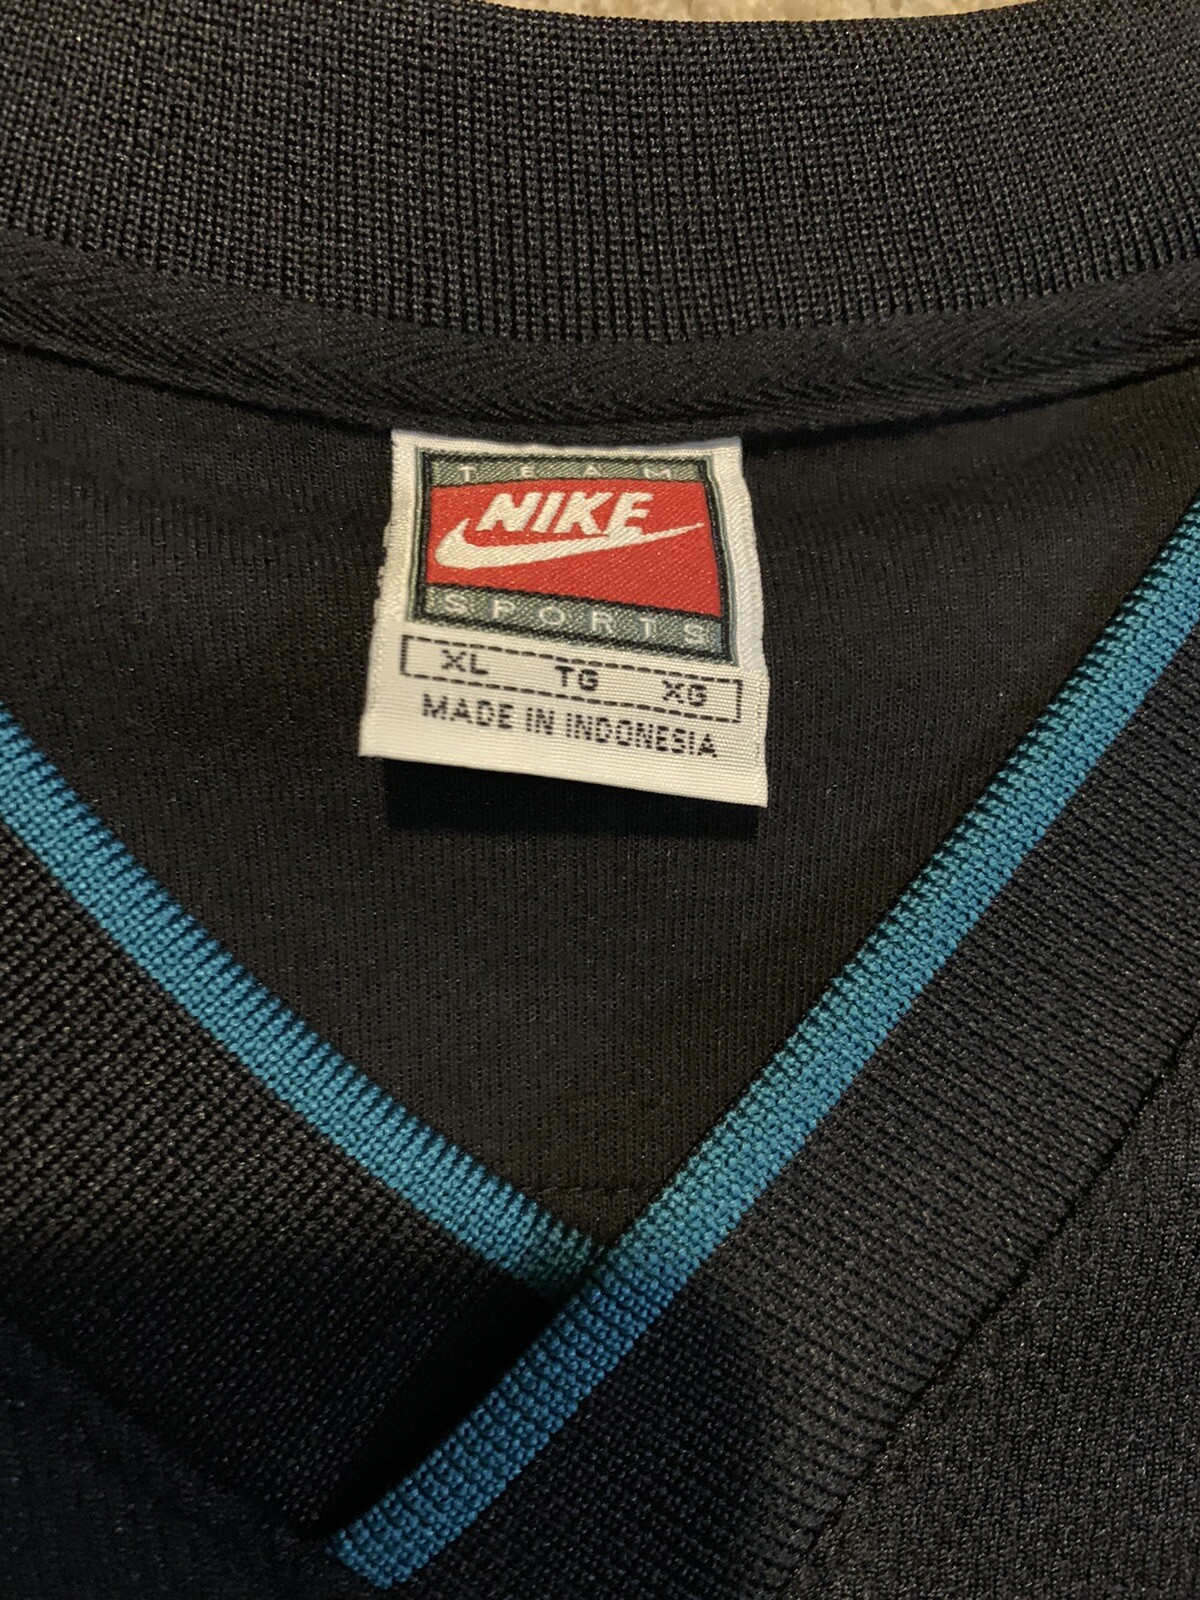 TEAM
NIKE
SPORTS
XL TG XG
MADE IN INDONESIA